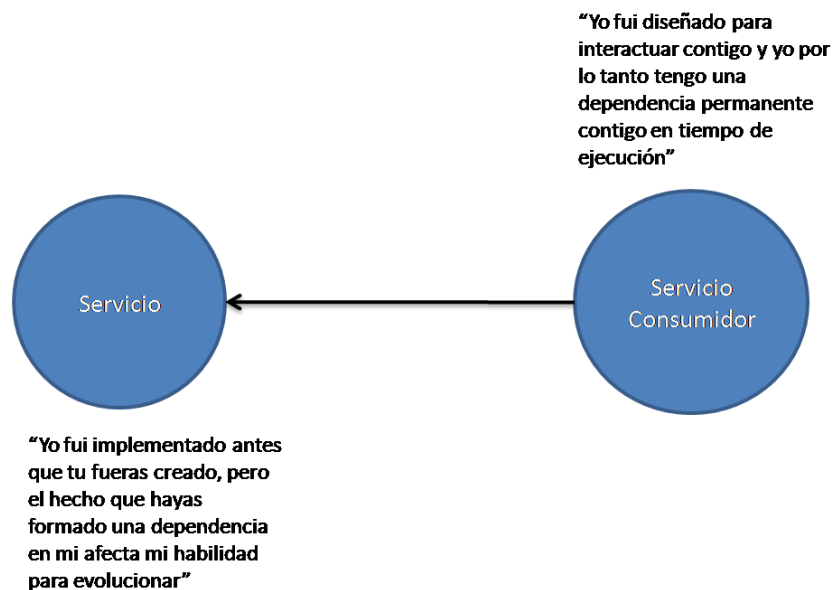 “Yo fui diseñado para
interactuar contigo y yo por
lo tanto tengo una
dependencia permanente
contigo en tiempo de
ejecución”
Servicio
Servicio
Consumidor
“Yo fui implementado antes
que tu fueras creado, pero
el hecho que hayas
formado una dependencia
en mi afecta mi habilidad
para evolucionar”